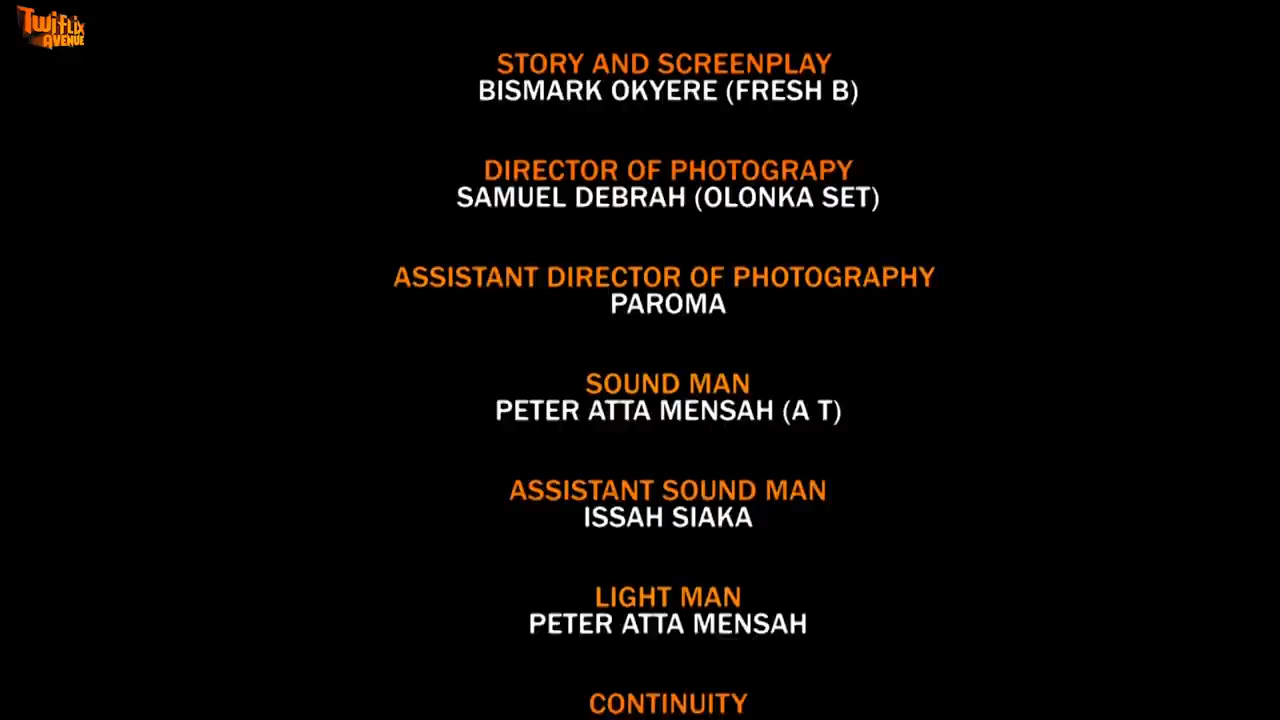 Twiflix
Avenue
STORY AND SCREENPLAY
BISMARK OKYERE (FRESH B)
DIRECTOR OF PHOTOGRAPY
SAMUEL DEBRAH (OLONKA SET)
ASSISTANT DIRECTOR OF PHOTOGRAPHY
PAROMA
SOUND MAN
PETER ATTA MENSAH (A T)
ASSISTANT SOUND MAN
ISSAH SIAKA
LIGHT MAN
PETER ATTA MENSAH
CONTINUITY